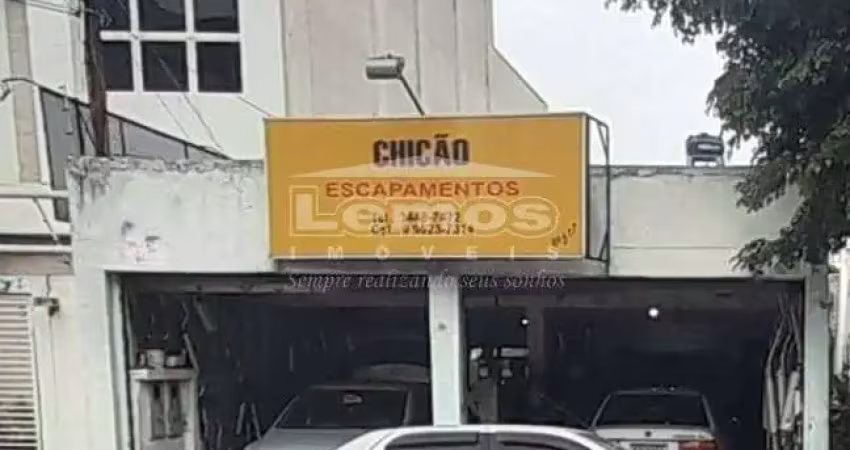 CHICÃO
ESCAPAMENTOS
Lemos
IMÓVEIS
Sempre realizando seus sonhos